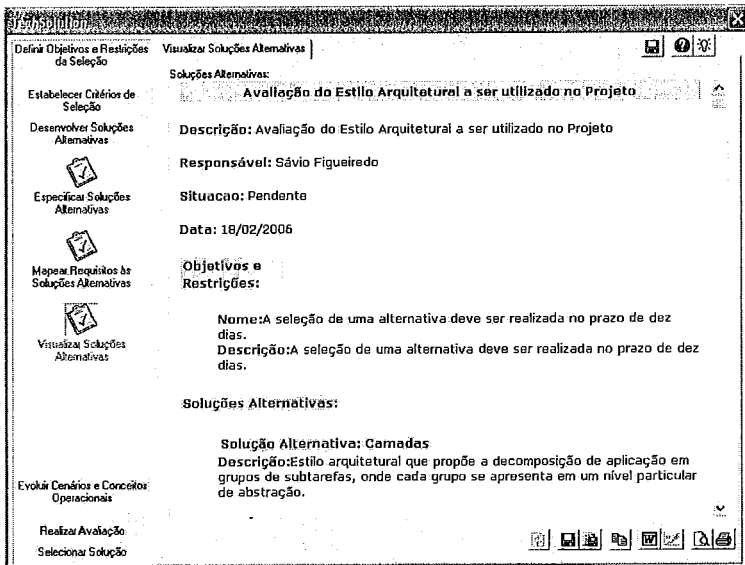 TechSolution
Definir Objetivos e Restrições
da Seleção
Estabelecer Critérios de
Seleção
Desenvolver Soluções
Alternativas
Especificar Soluções
Alternativas
Mapear Requisitos às
Soluções Alternativas
Visualizar Soluções
Alternativas
Evoluir Cenários e Conceitos
Operacionais
Realizar Avaliação
Selecionar Solução
Visualizar Soluções Alternativas
Soluções Alternativas:
Avaliação do Estilo Arquitetural a ser utilizado no Projeto
Descrição: Avaliação do Estilo Arquitetural a ser utilizado no Projeto
Responsável: Sávio Figueiredo
Situacao: Pendente
Data: 18/02/2006
Objetivos e
Restrições:
Nome:A seleção de uma alternativa deve ser realizada no prazo de dez
dias.
Descrição:A seleção de uma alternativa deve ser realizada no prazo de dez
dias.
Soluções Alternativas:
Solução Alternativa: Camadas
Descrição:Estilo arquitetural que propõe a decomposição de aplicação em
grupos de subtarefas, onde cada grupo se apresenta em um nível particular
de abstração.